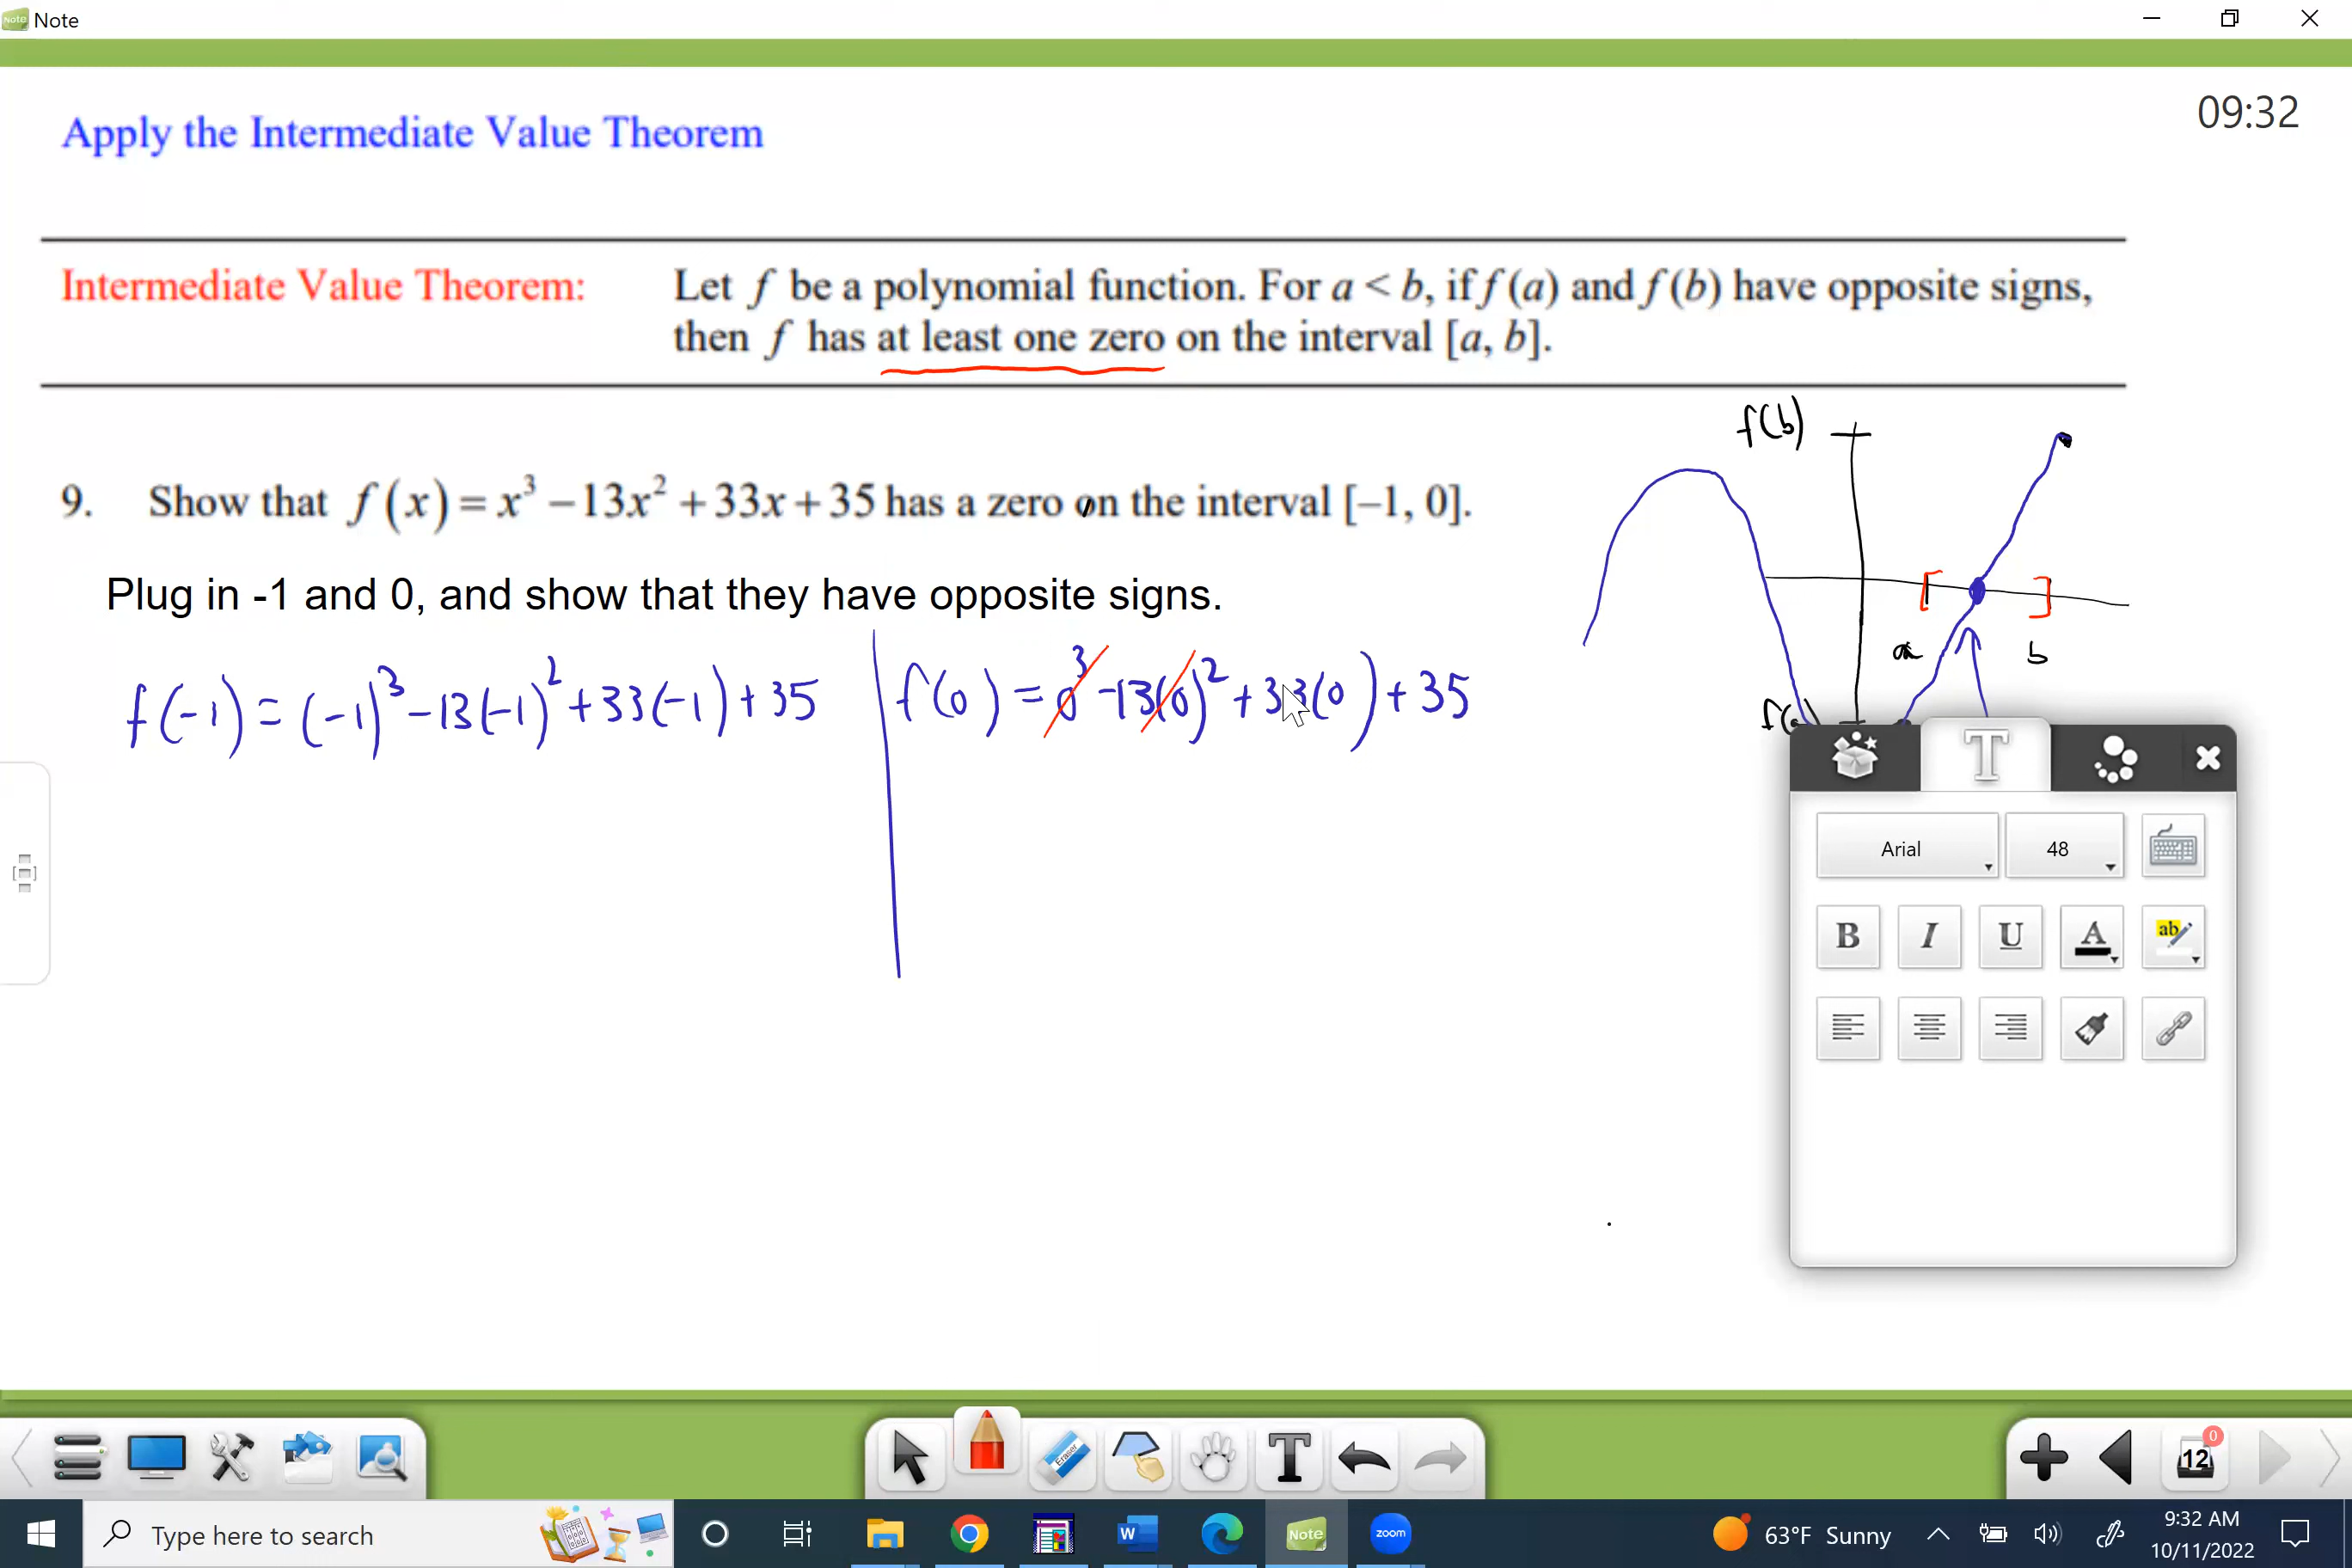 Note
09:32
Apply the Intermediate Value Theorem
Intermediate Value Theorem: Let f be a polynomial function. For a < b, if f (a) and f (b) have opposite signs,
then f has at least one zero on the interval [a, b].
f(b)
9. Show that f(x) = x³ − 13x² + 33x + 35 has a zero on the interval [–1, 0].
Plug in -1 and 0, and show that they have opposite signs.
[ ]
a b
f(-1) = (-1)³ - 13(-1)² + 33(-1) + 35
f(0) = 0³ - 13(0)² + 33(0) + 35
T
Arial 48
B I U A ab
Eraser
T
12
0
Type here to search
W
Note
zoom
63°F Sunny
9:32 AM
10/11/2022